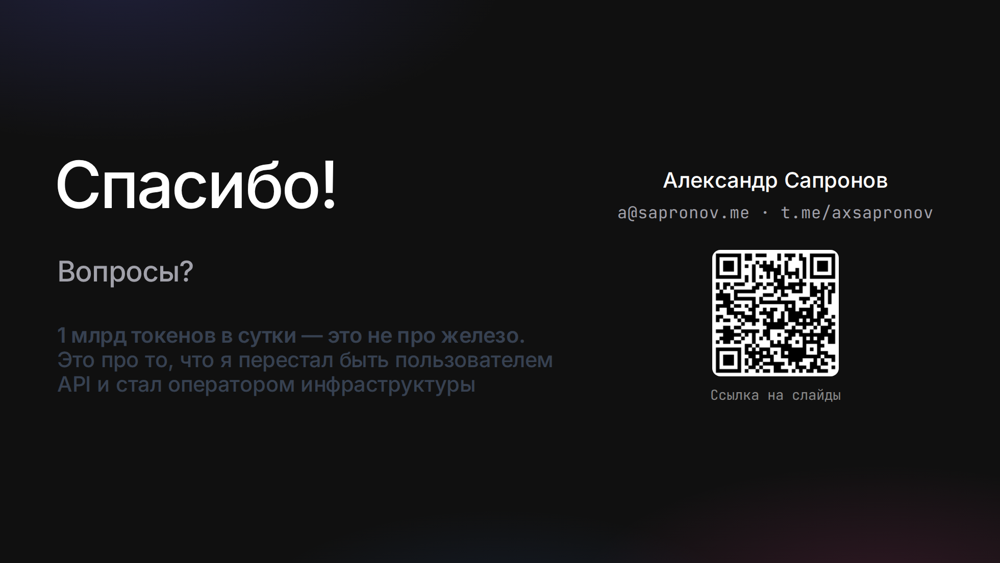 Спасибо!
Вопросы?
1 млрд токенов в сутки — это не про железо.
Это про то, что я перестал быть пользователем
API и стал оператором инфраструктуры
Александр Сапронов
a@sapronov.me · t.me/axsapronov
Ссылка на слайды